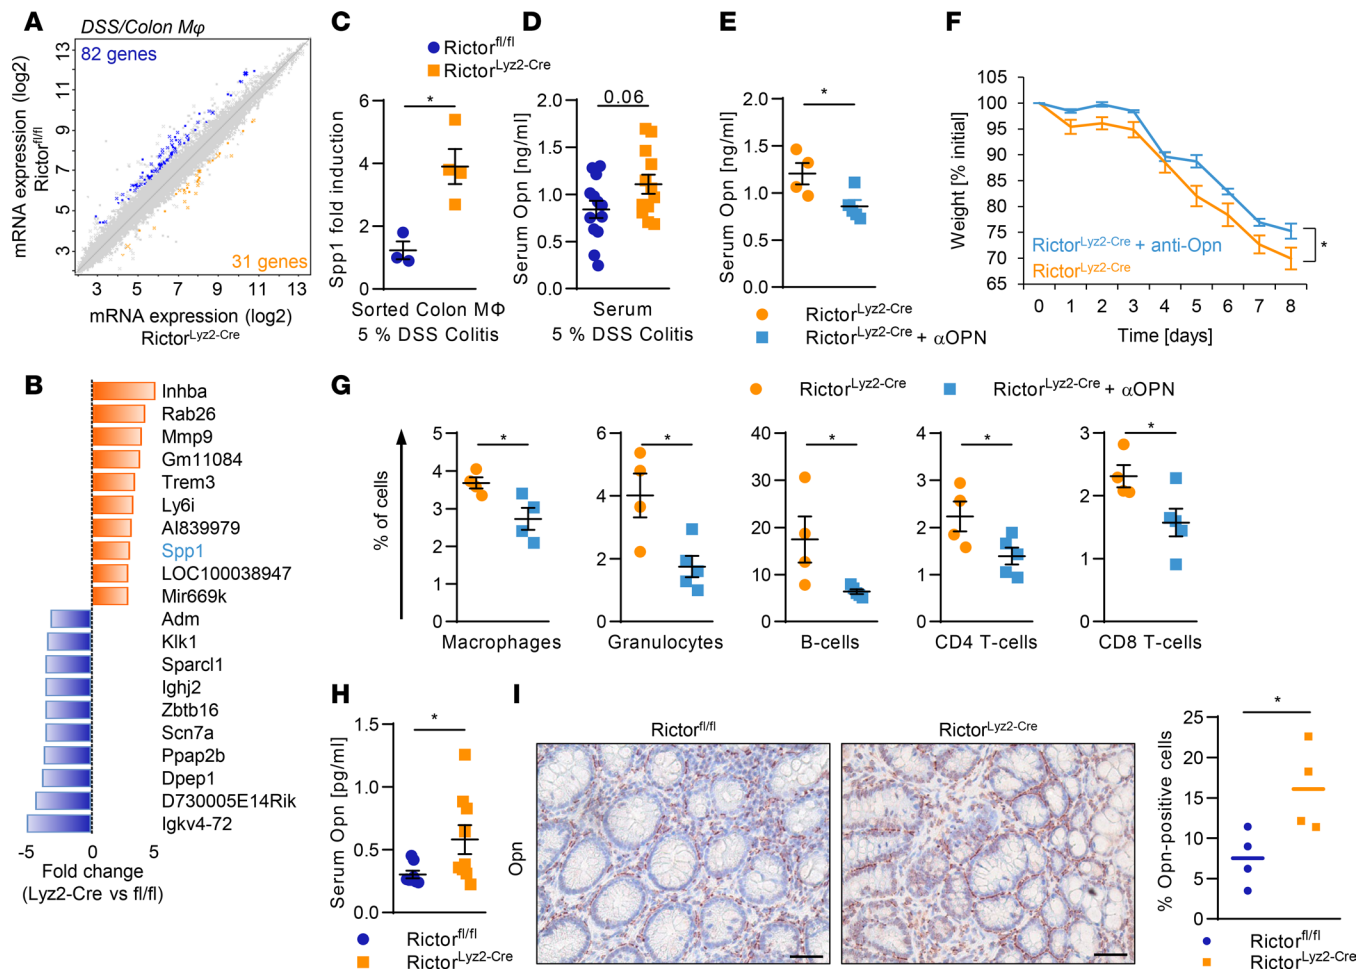 A
DSS/Colon Mφ
82 genes
31 genes
mRNA expression (log2)
Rictorfl/fl
13
11
9
7
5
3
3 5 7 9 11 13
mRNA expression (log2)
RictorLyz2-Cre
C
Rictorfl/fl
RictorLyz2-Cre
Spp1 fold induction
6
4
2
0
*
Sorted Colon MΦ
5 % DSS Colitis
D
Serum Opn [ng/ml]
2.0
1.5
1.0
0.5
0.0
0.06
Serum
5 % DSS Colitis
E
Serum Opn [ng/ml]
2.0
1.5
1.0
0.5
0.0
*
RictorLyz2-Cre
RictorLyz2-Cre + αOPN
F
Weight [% initial]
105
100
95
90
85
80
75
70
65
RictorLyz2-Cre + anti-Opn
RictorLyz2-Cre
*
0 1 2 3 4 5 6 7 8
Time [days]
B
Inhba
Rab26
Mmp9
Gm11084
Trem3
Ly6i
AI839979
Spp1
LOC100038947
Mir669k
Adm
Klk1
Sparcl1
Ighj2
Zbtb16
Scn7a
Ppap2b
Dpep1
D730005E14Rik
Igkv4-72
-5 0 5
Fold change
(Lyz2-Cre vs fl/fl)
G
RictorLyz2-Cre
RictorLyz2-Cre + αOPN
% of cells
5
4
3
2
1
0
*
Macrophages
6
4
2
0
*
Granulocytes
40
30
20
10
0
*
B-cells
4
3
2
1
0
*
CD4 T-cells
3
2
1
0
*
CD8 T-cells
H
Serum Opn [pg/ml]
1.5
1.0
0.5
0.0
*
Rictorfl/fl
RictorLyz2-Cre
I
Rictorfl/fl
RictorLyz2-Cre
Opn
% Opn-positive cells
25
20
15
10
5
0
*
Rictorfl/fl
RictorLyz2-Cre